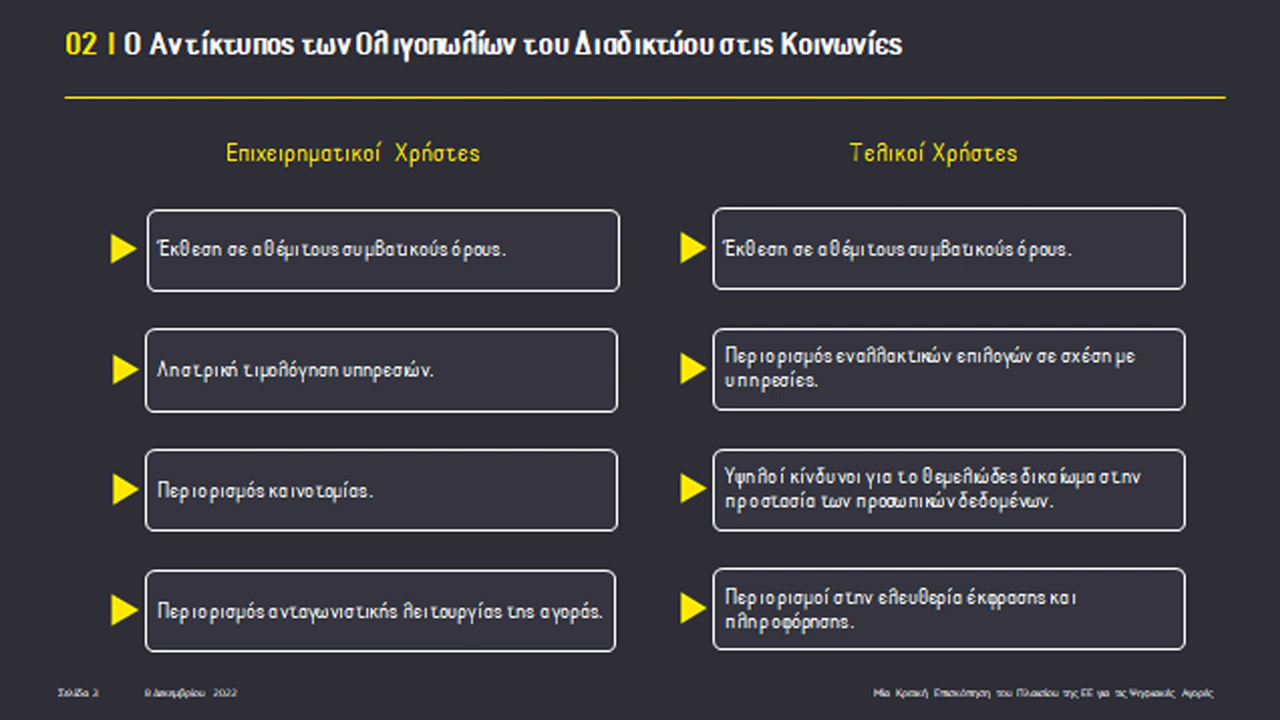 02 | Ο Αντίκτυπος των Ολιγοπωλίων του Διαδικτύου στις Κοινωνίες
Επιχειρηματικοί Χρήστες
Έκθεση σε αθέμιτους συμβατικούς όρους.
Ληστρική τιμολόγηση υπηρεσιών.
Περιορισμός καινοτομίας.
Περιορισμός ανταγωνιστικής λειτουργίας της αγοράς.
Τελικοί Χρήστες
Έκθεση σε αθέμιτους συμβατικούς όρους.
Περιορισμός εναλλακτικών επιλογών σε σχέση με
υπηρεσίες.
Υψηλοί κίνδυνοι για το θεμελιώδες δικαίωμα στην
προστασία των προσωπικών δεδομένων.
Περιορισμοί στην ελευθερία έκφρασης και
πληροφόρησης.
Σελίδα 3
8 Δεκεμβρίου 2022
Μια Κριτική Επισκόπηση του Πλαισίου της ΕΕ για τις Ψηφιακές Αγορές